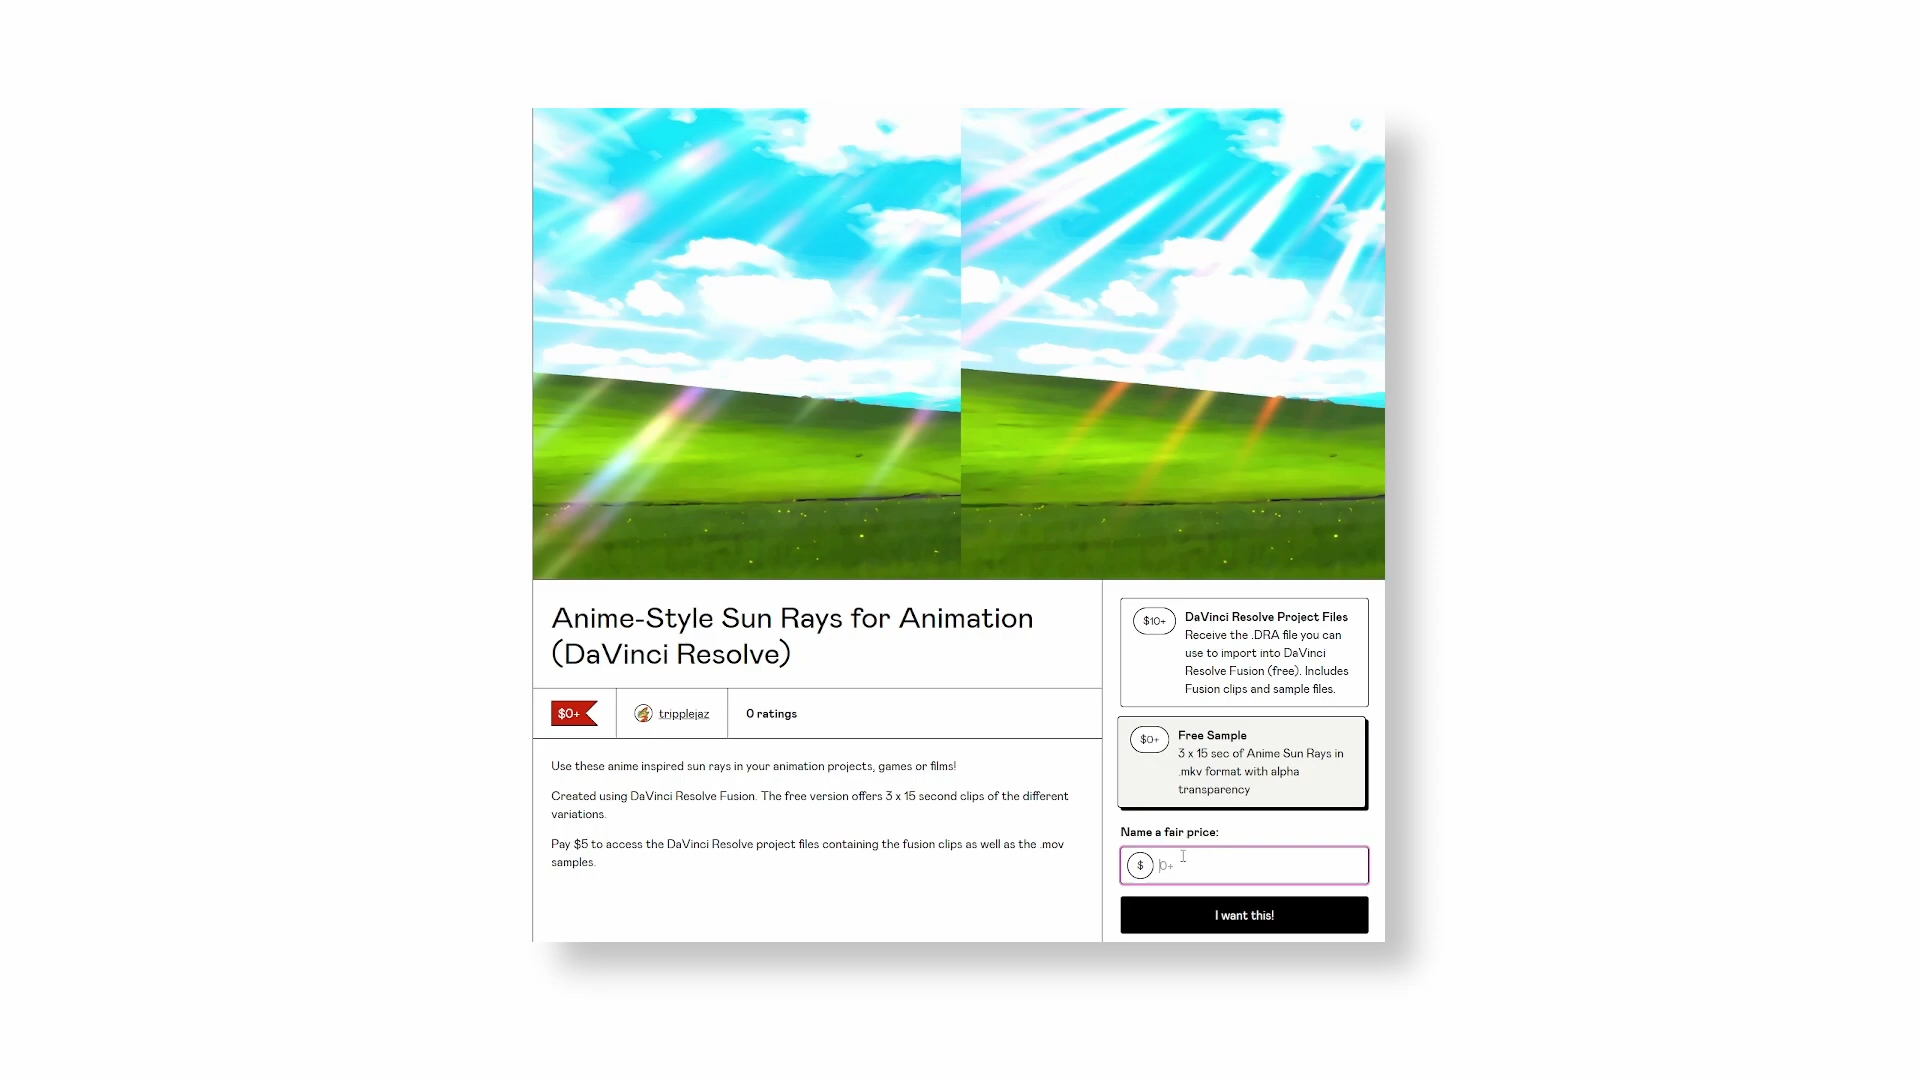 Anime-Style Sun Rays for Animation
(DaVinci Resolve)
$0+
tripplejaz
0 ratings
Use these anime inspired sun rays in your animation projects, games or films!
Created using DaVinci Resolve Fusion. The free version offers 3 x 15 second clips of the different
variations.
Pay $5 to access the DaVinci Resolve project files containing the fusion clips as well as the .mov
samples.
$10+
DaVinci Resolve Project Files
Receive the .DRA file you can
use to import into DaVinci
Resolve Fusion (free). Includes
Fusion clips and sample files.
$0+
Free Sample
3 x 15 sec of Anime Sun Rays in
.mkv format with alpha
transparency
Name a fair price:
$ 0+
I want this!